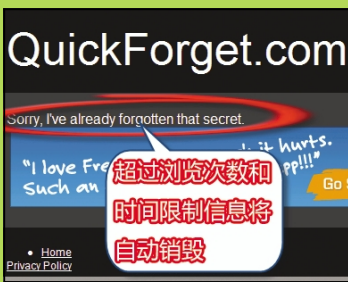 QuickForget.com
Sorry, I've already forgotten that secret.
it hurts.
"I love Fre
pp!!!"
such an
Go
超过浏览次数和
时间限制信息将
自动销毁
Home
Privacy Policy